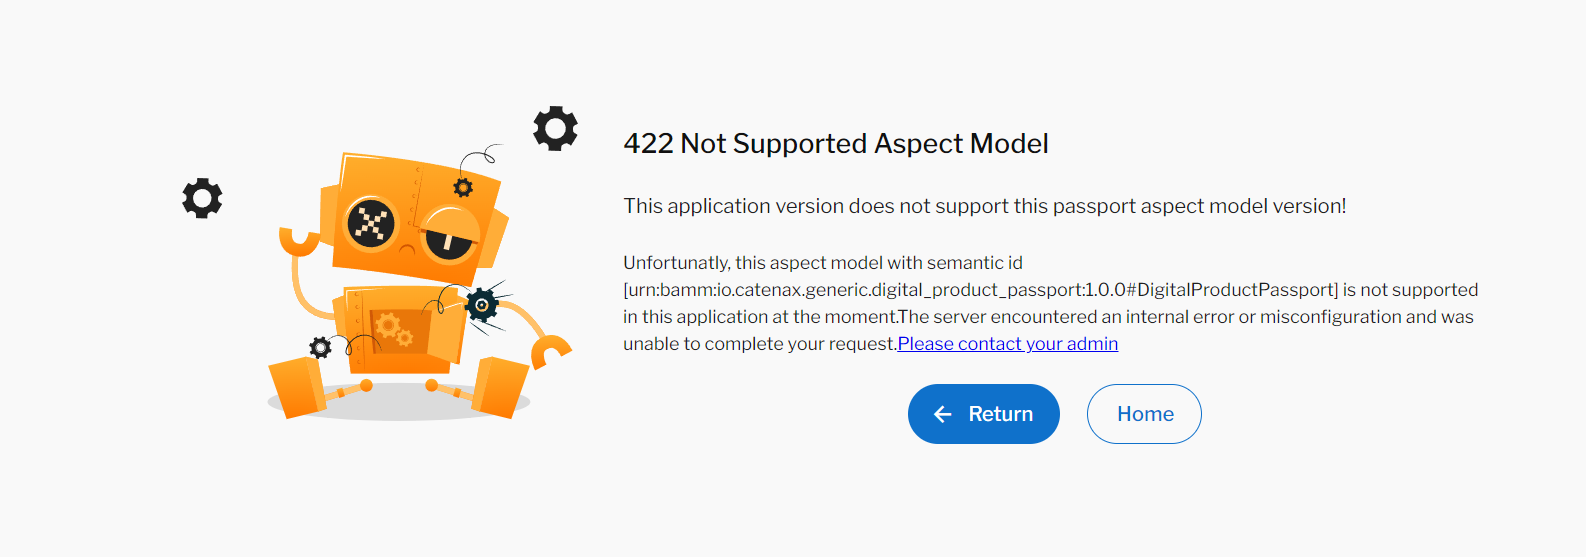 422 Not Supported Aspect Model
This application version does not support this passport aspect model version!
Unfortunatly, this aspect model with semantic id
[urn:bamm:io.catenax.generic.digital_product_passport:1.0.0#DigitalProductPassport] is not supported
in this application at the moment.The server encountered an internal error or misconfiguration and was
unable to complete your request.Please contact your admin
Return
Home